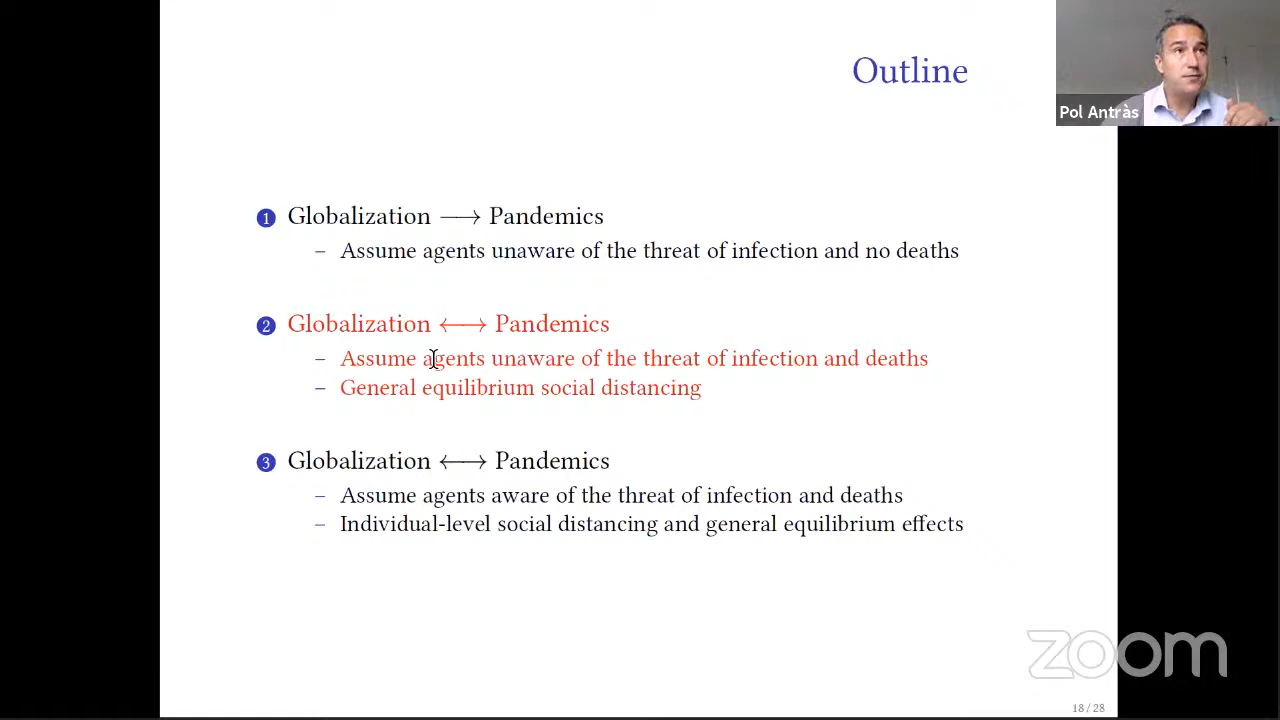 Outline
Pol Antràs
1 Globalization ⟶ Pandemics
– Assume agents unaware of the threat of infection and no deaths
2 Globalization ⟷ Pandemics
– Assume agents unaware of the threat of infection and deaths
– General equilibrium social distancing
3 Globalization ⟷ Pandemics
– Assume agents aware of the threat of infection and deaths
– Individual-level social distancing and general equilibrium effects
zoom
18 / 28